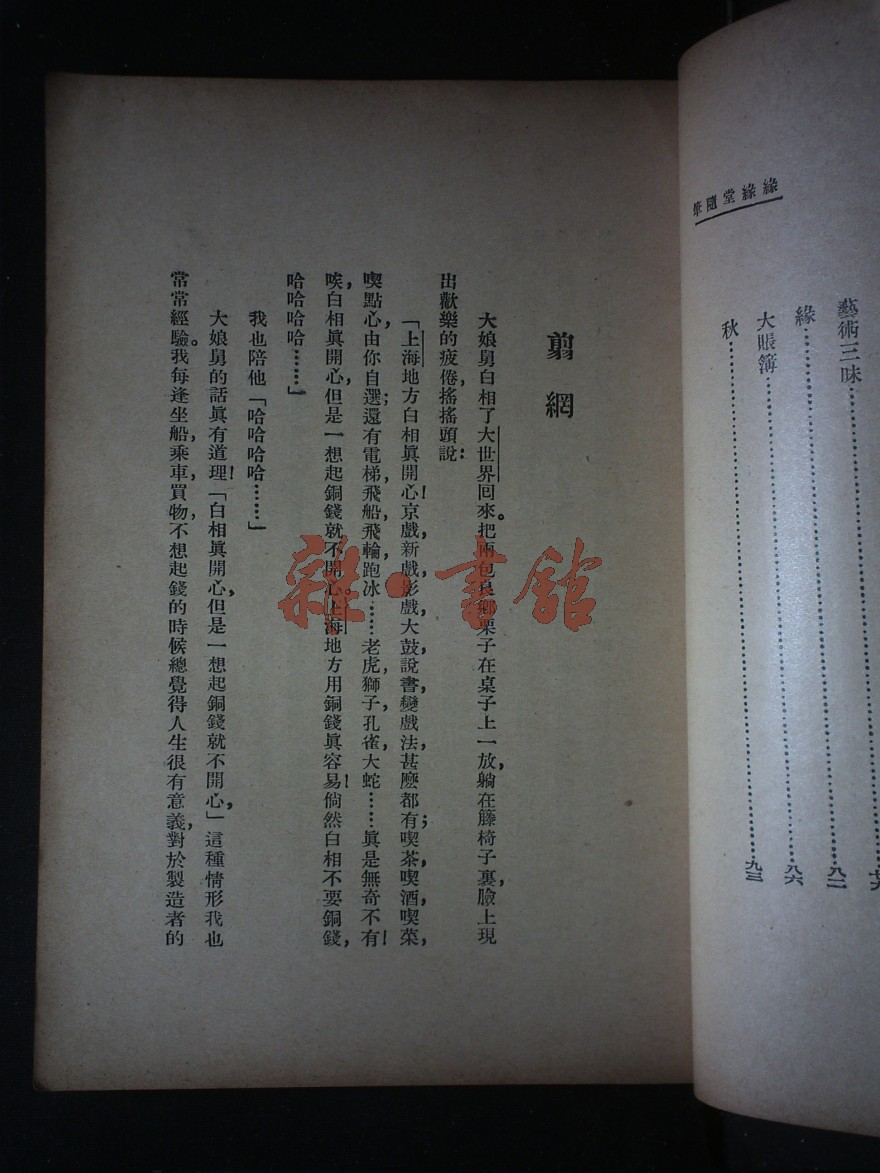 緣緣堂隨筆
藝術三昧
緣……八二
大賬簿……八六
秋……九三
翦網
大娘舅白相了大世界回來。把兩包良鄉栗子在桌子上一放，躺在籐椅子裏，臉上現
出歡樂的疲倦，搖搖頭說：
「上海地方白相眞開心！京戲，新戲，影戲，大鼓，說書，變戲法，甚麼都有；喫茶，喫酒，喫菜，
喫點心，由你自選；還有電梯，飛船，飛輪，跑冰……老虎，獅子，孔雀，大蛇……眞是無奇不有！
唉，白相眞開心，但是一想起銅錢就不開心。上海地方用銅錢眞容易！倘然白相不要銅錢，
哈哈哈哈……」
我也陪他「哈哈哈哈……」
大娘舅的話眞有道理！「白相眞開心，但是一想起銅錢就不開心，」這種情形我也
常常經驗。我每逢坐船，乘車，買物，不想起錢的時候總覺得人生很有意義，對於製造者的
雜·書館